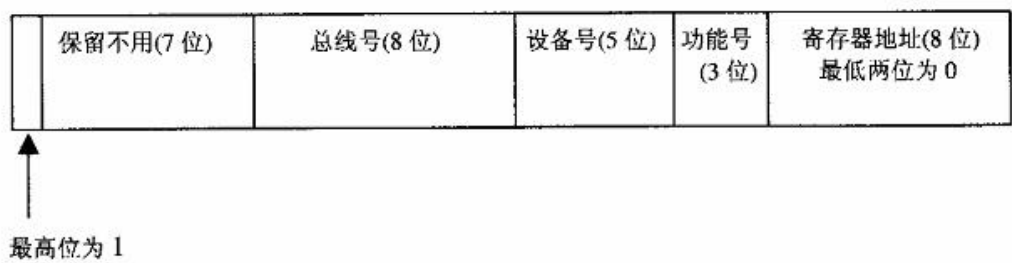 保留不用(7 位)
总线号(8 位)
设备号(5 位)
功能号
(3 位)
寄存器地址(8 位)
最低两位为 0
最高位为 1